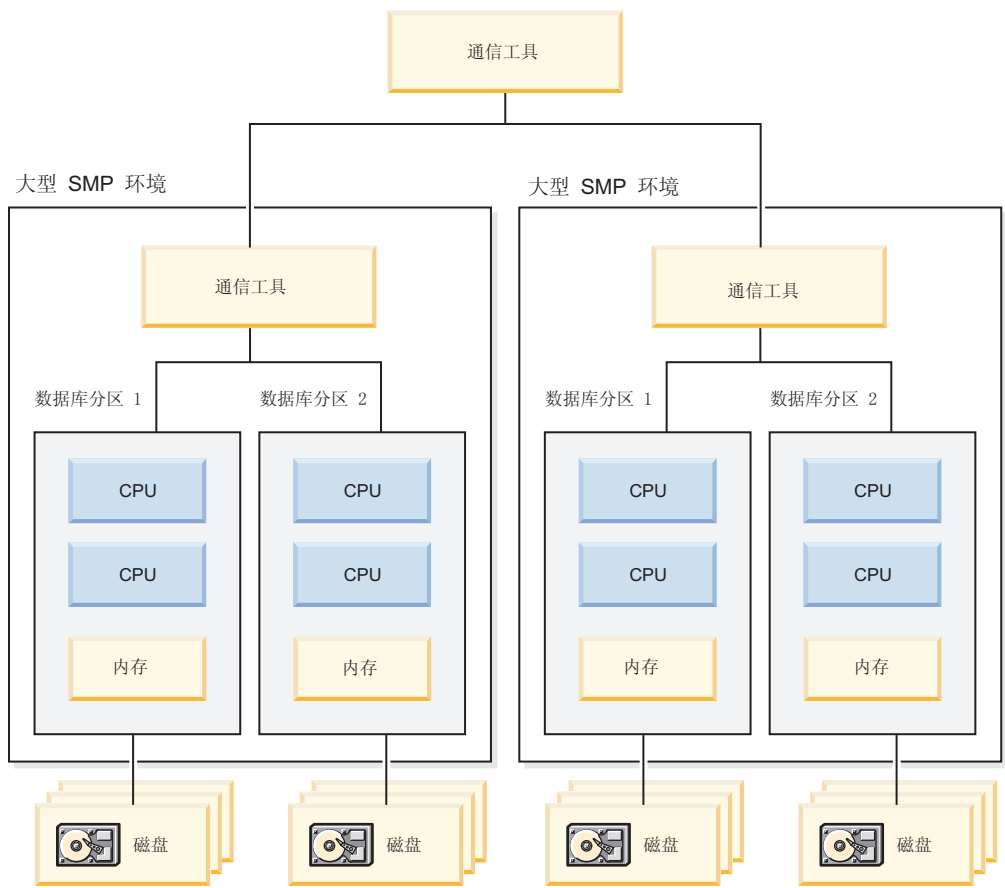 通信工具
大型 SMP 环境
大型 SMP 环境
通信工具
通信工具
数据库分区 1
数据库分区 2
数据库分区 1
数据库分区 2
CPU
CPU
CPU
CPU
CPU
CPU
CPU
CPU
内存
内存
内存
内存
磁盘
磁盘
磁盘
磁盘